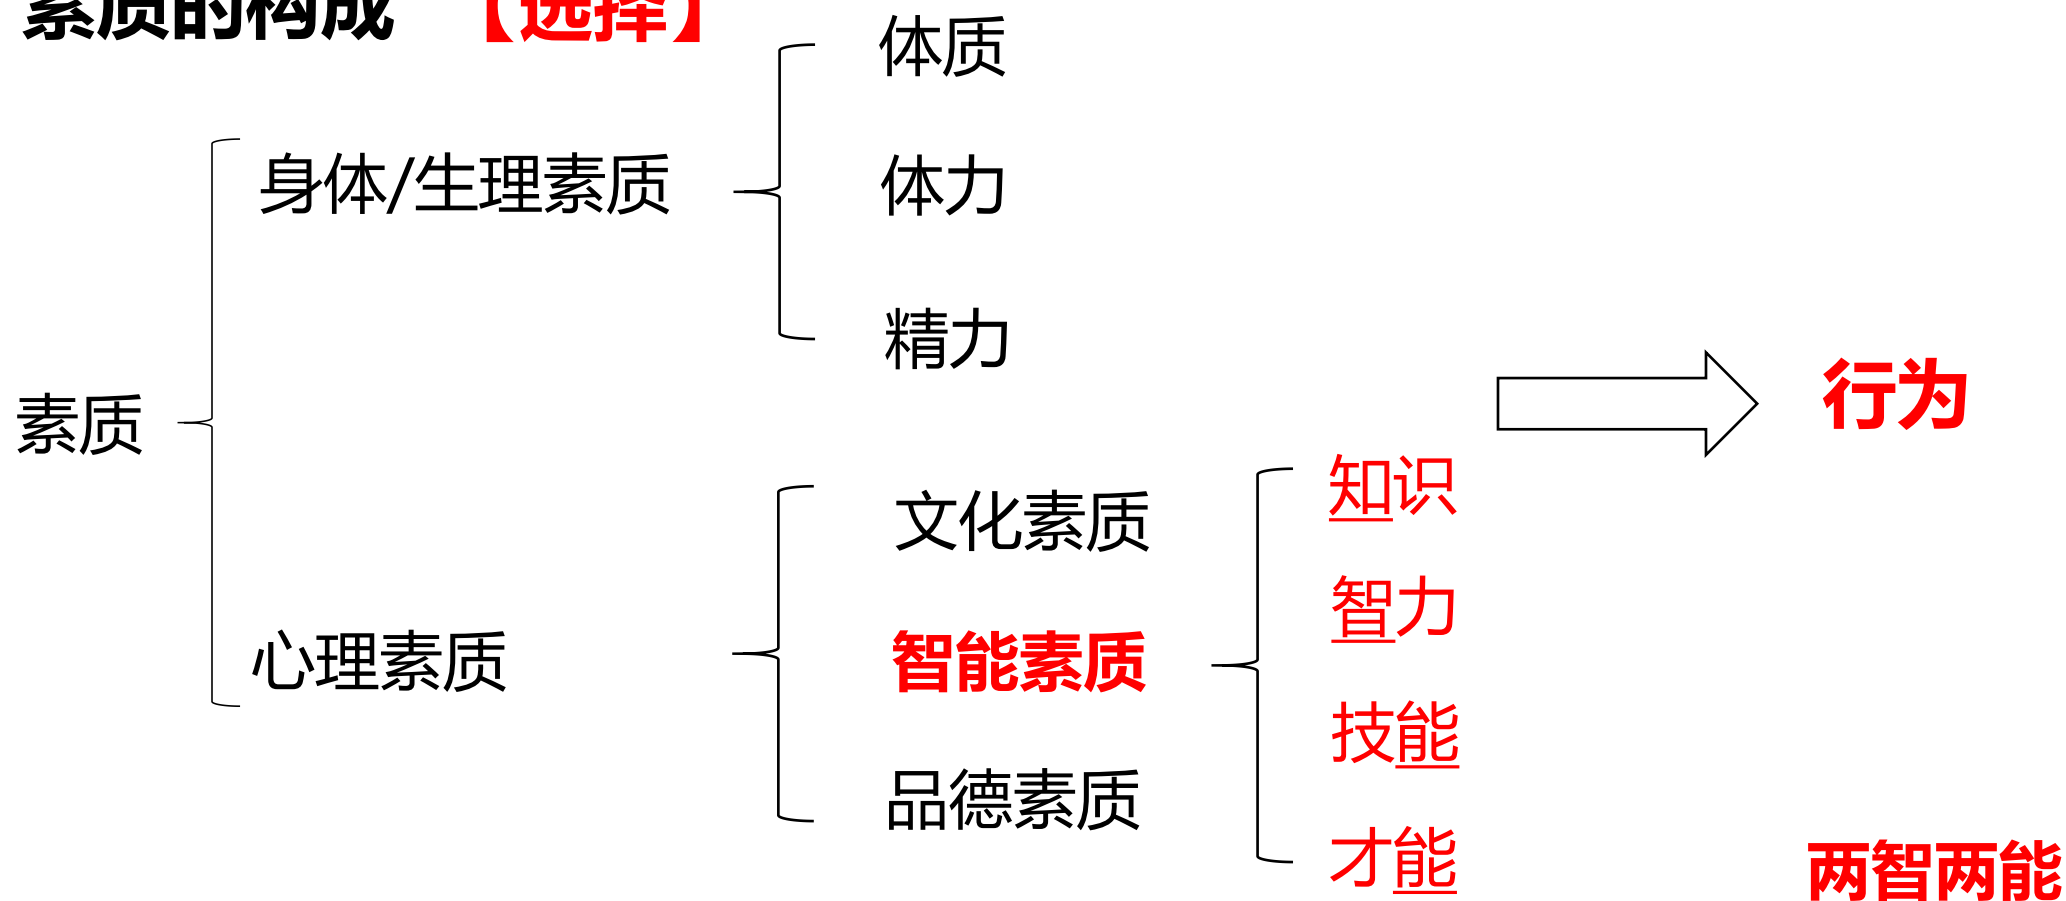 素质的构成 【选择】
体质
身体/生理素质
体力
精力
行为
素质
知识
文化素质
智力
心理素质
智能素质
技能
品德素质
才能
两智两能